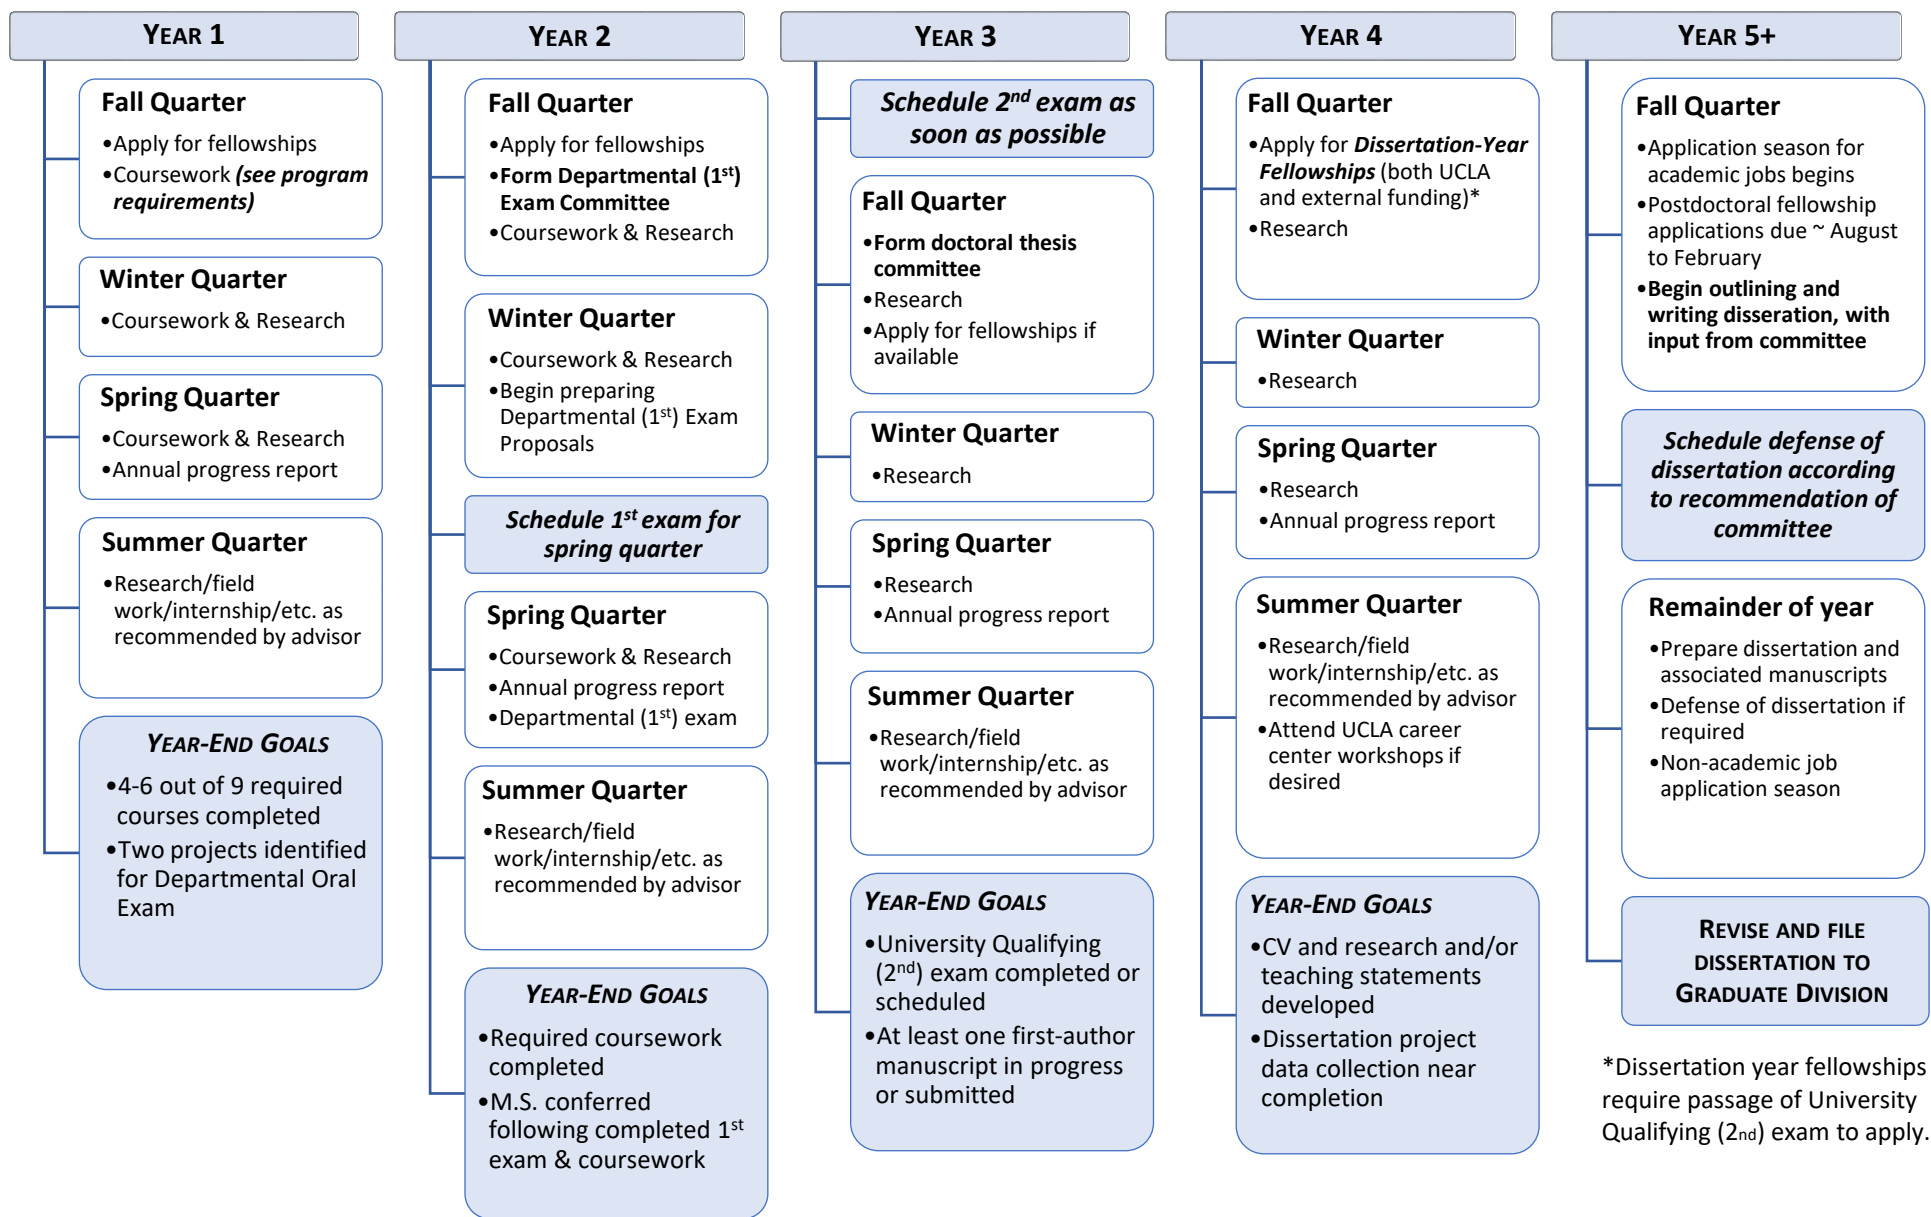 YEAR 1
Fall Quarter
•Apply for fellowships
•Coursework (see program
requirements)
Winter Quarter
•Coursework & Research
Spring Quarter
•Coursework & Research
•Annual progress report
Summer Quarter
•Research/field
work/internship/etc. as
recommended by advisor
YEAR-END GOALS
•4-6 out of 9 required
courses completed
•Two projects identified
for Departmental Oral
Exam
YEAR 2
Fall Quarter
•Apply for fellowships
•Form Departmental (1st)
Exam Committee
•Coursework & Research
Winter Quarter
•Coursework & Research
•Begin preparing
Departmental (1st) Exam
Proposals
Schedule 1st exam for
spring quarter
Spring Quarter
•Coursework & Research
•Annual progress report
•Departmental (1st) exam
Summer Quarter
•Research/field
work/internship/etc. as
recommended by advisor
YEAR-END GOALS
•Required coursework
completed
•M.S. conferred
following completed 1st
exam & coursework
YEAR 3
Schedule 2nd exam as
soon as possible
Fall Quarter
•Form doctoral thesis
committee
•Research
•Apply for fellowships if
available
Winter Quarter
•Research
Spring Quarter
•Research
•Annual progress report
Summer Quarter
•Research/field
work/internship/etc. as
recommended by advisor
YEAR-END GOALS
•University Qualifying
(2nd) exam completed or
scheduled
•At least one first-author
manuscript in progress
or submitted
YEAR 4
Fall Quarter
•Apply for Dissertation-Year
Fellowships (both UCLA
and external funding)*
•Research
Winter Quarter
•Research
Spring Quarter
•Research
•Annual progress report
Summer Quarter
•Research/field
work/internship/etc. as
recommended by advisor
•Attend UCLA career
center workshops if
desired
YEAR-END GOALS
•CV and research and/or
teaching statements
developed
•Dissertation project
data collection near
completion
YEAR 5+
Fall Quarter
•Application season for
academic jobs begins
•Postdoctoral fellowship
applications due ~ August
to February
•Begin outlining and
writing disseration, with
input from committee
Schedule defense of
dissertation according
to recommendation of
committee
Remainder of year
•Prepare dissertation and
associated manuscripts
•Defense of dissertation if
required
•Non-academic job
application season
REVISE AND FILE
DISSERTATION TO
GRADUATE DIVISION
*Dissertation year fellowships
require passage of University
Qualifying (2nd) exam to apply.